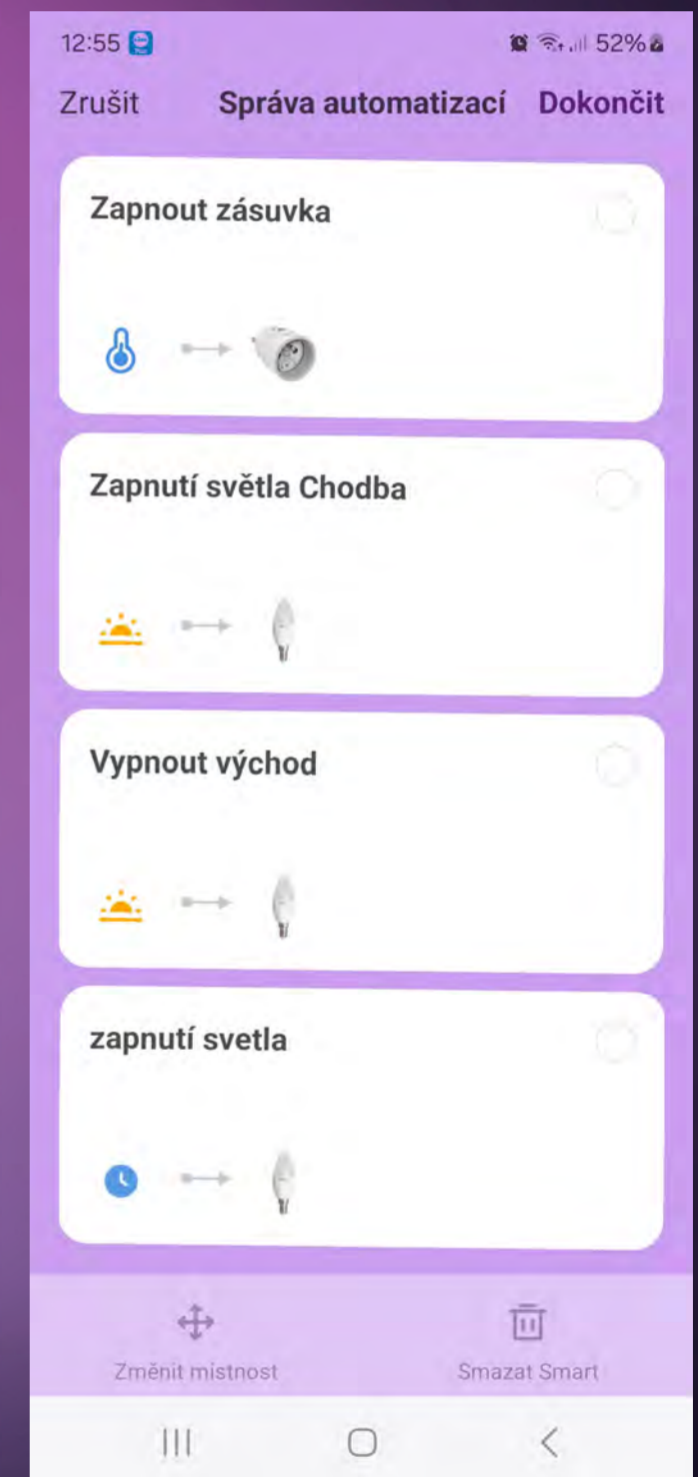 12:55 52%
Zrušit Správa automatizací Dokončit
Zapnout zásuvka
Zapnutí světla Chodba
Vypnout východ
zapnutí svetla
Změnit místnost Smazat Smart